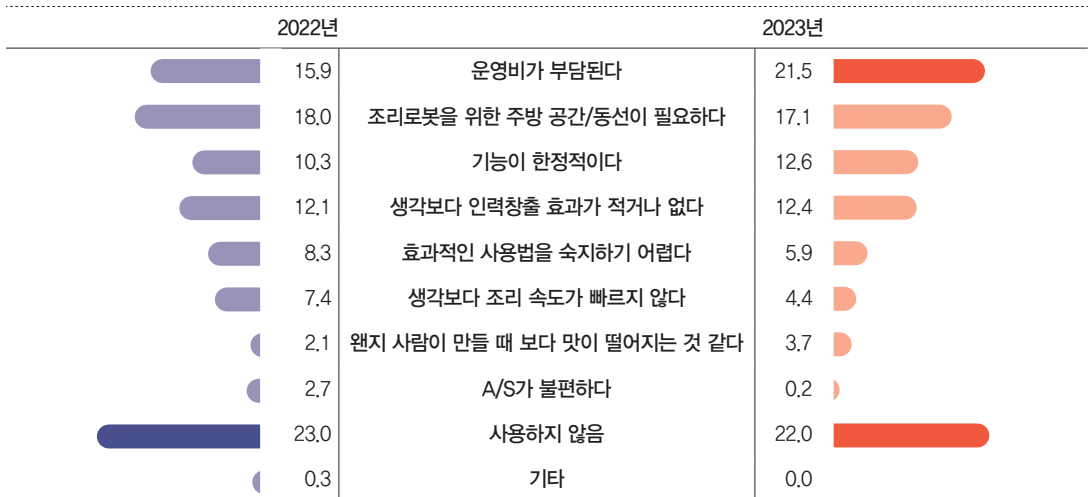 2022년 2023년
15.9 운영비가 부담된다 21.5
18.0 조리로봇을 위한 주방 공간/동선이 필요하다 17.1
10.3 기능이 한정적이다 12.6
12.1 생각보다 인력창출 효과가 적거나 없다 12.4
8.3 효과적인 사용법을 숙지하기 어렵다 5.9
7.4 생각보다 조리 속도가 빠르지 않다 4.4
2.1 왠지 사람이 만들 때 보다 맛이 떨어지는 것 같다 3.7
2.7 A/S가 불편하다 0.2
23.0 사용하지 않음 22.0
0.3 기타 0.0